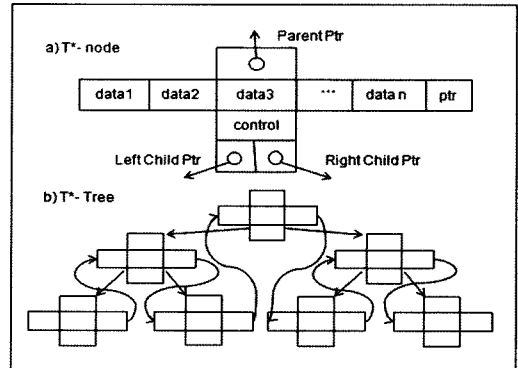 Parent Ptr
a) T*- node
data1 data2 data3 ... data n ptr
control
Left Child Ptr Right Child Ptr
b) T*- Tree